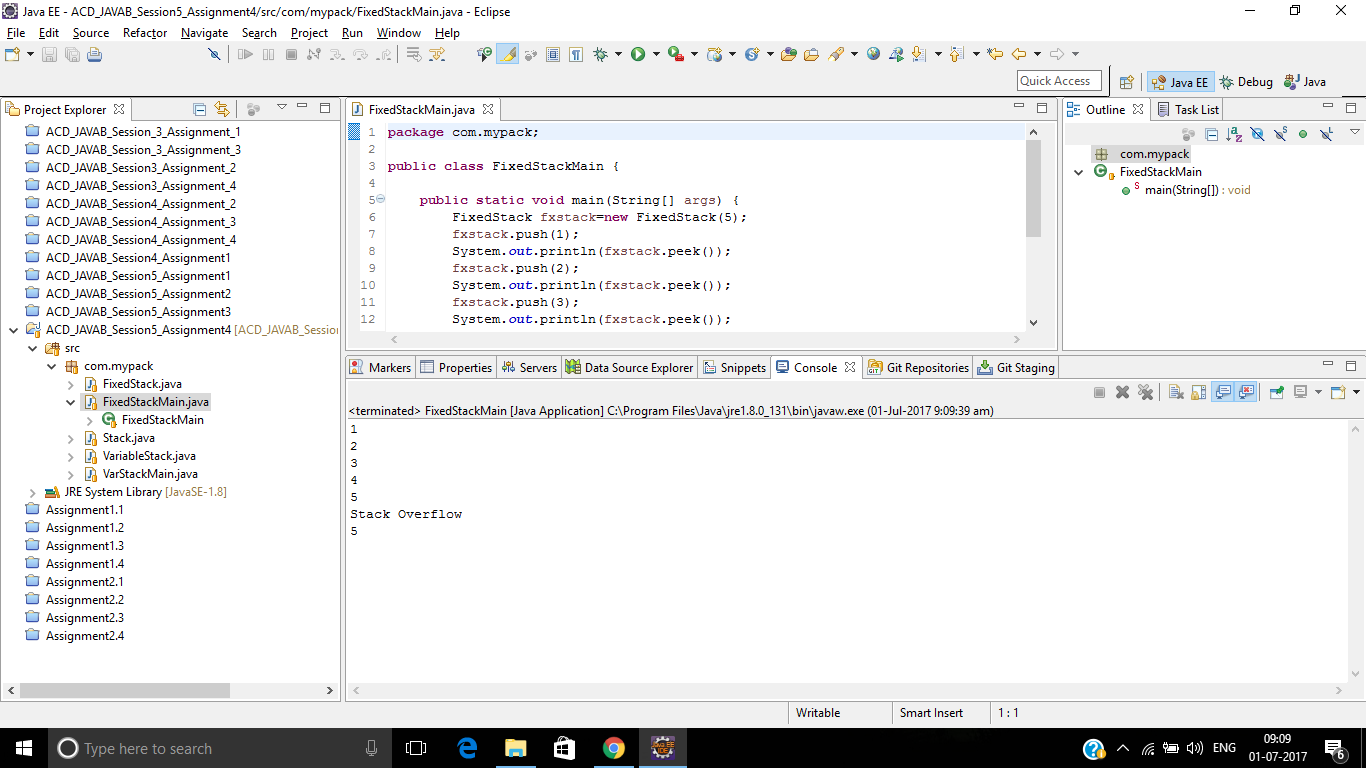 Java EE - ACD_JAVAB_Session5_Assignment4/src/com/mypack/FixedStackMain.java - Eclipse
File Edit Source Refactor Navigate Search Project Run Window Help
Quick Access
Java EE Debug Java
Project Explorer
ACD_JAVAB_Session_3_Assignment_1
ACD_JAVAB_Session_3_Assignment_3
ACD_JAVAB_Session3_Assignment_2
ACD_JAVAB_Session3_Assignment_4
ACD_JAVAB_Session4_Assignment_2
ACD_JAVAB_Session4_Assignment_3
ACD_JAVAB_Session4_Assignment_4
ACD_JAVAB_Session4_Assignment1
ACD_JAVAB_Session5_Assignment1
ACD_JAVAB_Session5_Assignment2
ACD_JAVAB_Session5_Assignment3
ACD_JAVAB_Session5_Assignment4 [ACD_JAVAB_Session
src
com.mypack
FixedStack.java
FixedStackMain.java
FixedStackMain
Stack.java
VariableStack.java
VarStackMain.java
JRE System Library [JavaSE-1.8]
Assignment1.1
Assignment1.2
Assignment1.3
Assignment1.4
Assignment2.1
Assignment2.2
Assignment2.3
Assignment2.4
FixedStackMain.java
1 package com.mypack;
2
3 public class FixedStackMain {
4
5 public static void main(String[] args) {
6 FixedStack fxstack=new FixedStack(5);
7 fxstack.push(1);
8 System.out.println(fxstack.peek());
9 fxstack.push(2);
10 System.out.println(fxstack.peek());
11 fxstack.push(3);
12 System.out.println(fxstack.peek());
Outline Task List
com.mypack
FixedStackMain
main(String[]) : void
Markers Properties Servers Data Source Explorer Snippets Console Git Repositories Git Staging
<terminated> FixedStackMain [Java Application] C:\Program Files\Java\jre1.8.0_131\bin\javaw.exe (01-Jul-2017 9:09:39 am)
1
2
3
4
5
Stack Overflow
5
Writable Smart Insert 1 : 1
Type here to search
ENG
09:09
01-07-2017
6